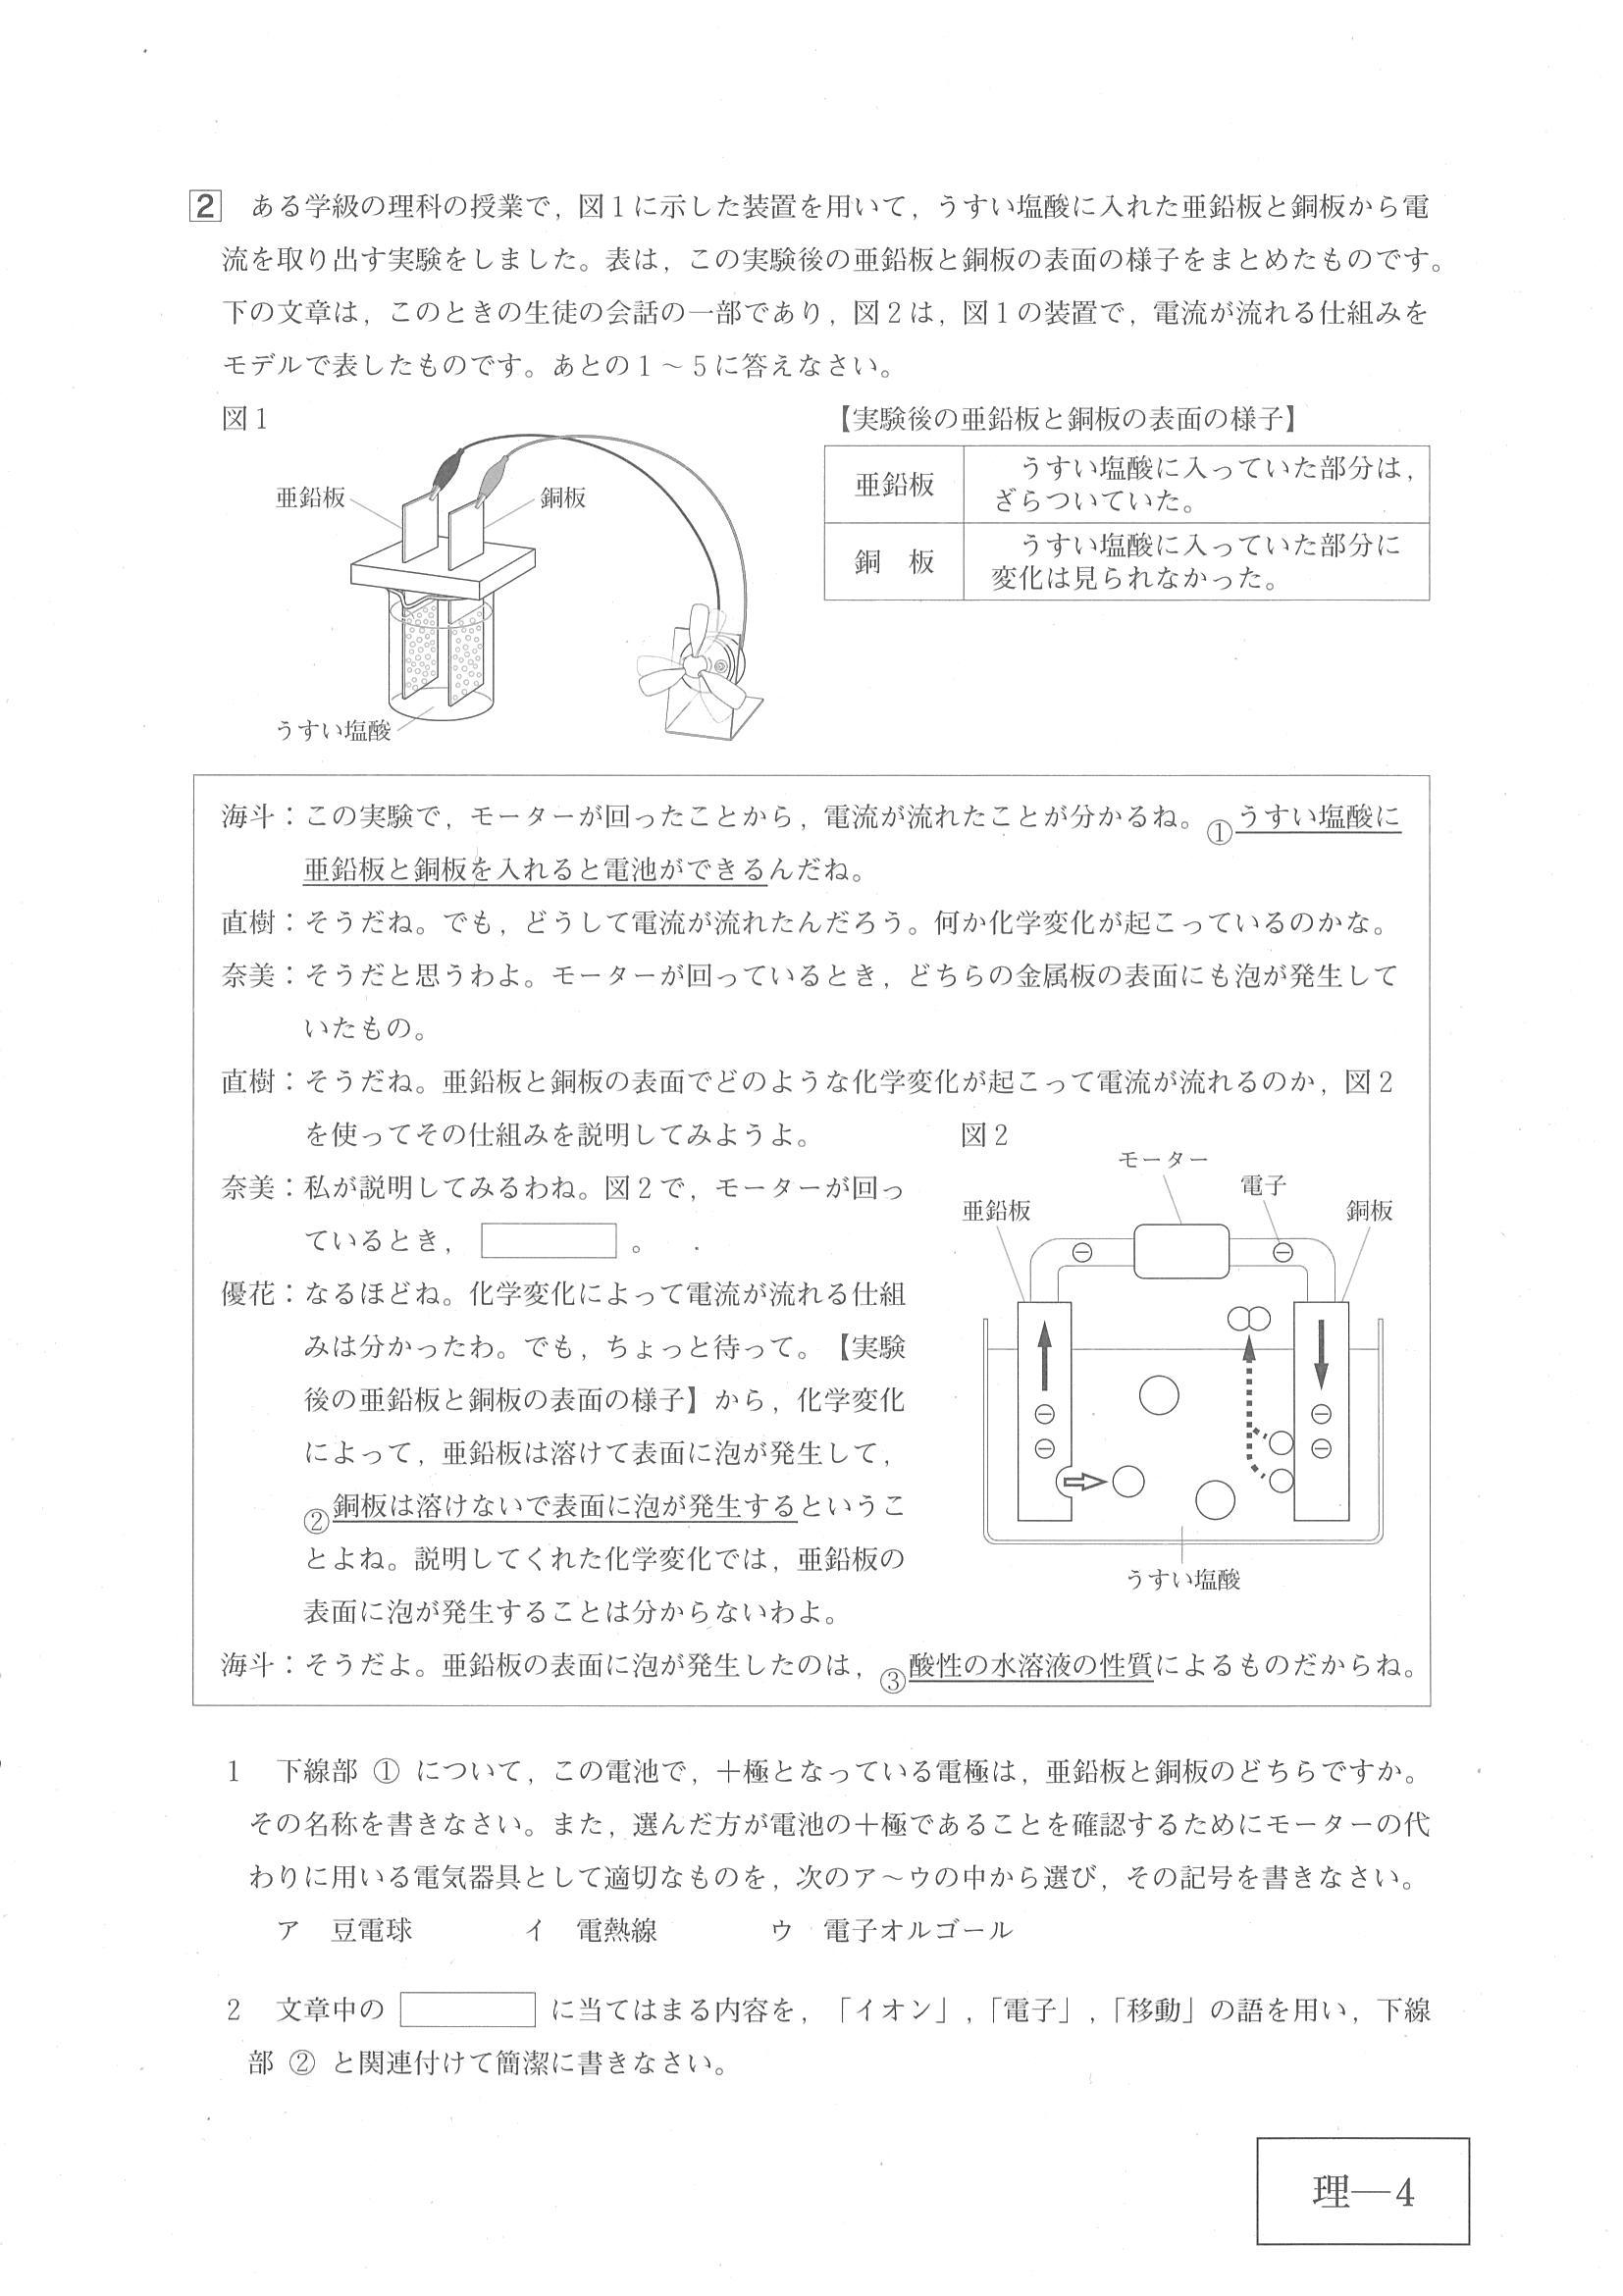 2 ある学級の理科の授業で，図１に示した装置を用いて，うすい塩酸に入れた亜鉛板と銅板から電
流を取り出す実験をしました。表は，この実験後の亜鉛板と銅板の表面の様子をまとめたものです。
下の文章は，このときの生徒の会話の一部であり，図２は，図１の装置で，電流が流れる仕組みを
モデルで表したものです。あとの１～５に答えなさい。
図１
亜鉛板
銅板
うすい塩酸
【実験後の亜鉛板と銅板の表面の様子】
亜鉛板
うすい塩酸に入っていた部分は，
ざらついていた。
銅　板
うすい塩酸に入っていた部分に
変化は見られなかった。
海斗：この実験で，モーターが回ったことから，電流が流れたことが分かるね。①うすい塩酸に
亜鉛板と銅板を入れると電池ができるんだね。
直樹：そうだね。でも，どうして電流が流れたんだろう。何か化学変化が起こっているのかな。
奈美：そうだと思うわよ。モーターが回っているとき，どちらの金属板の表面にも泡が発生して
いたもの。
直樹：そうだね。亜鉛板と銅板の表面でどのような化学変化が起こって電流が流れるのか，図２
を使ってその仕組みを説明してみようよ。
奈美：私が説明してみるわね。図２で，モーターが回っ
ているとき，　　　。
優花：なるほどね。化学変化によって電流が流れる仕組
みは分かったわ。でも，ちょっと待って。【実験
後の亜鉛板と銅板の表面の様子】から，化学変化
によって，亜鉛板は溶けて表面に泡が発生して，
②銅板は溶けないで表面に泡が発生するというこ
とよね。説明してくれた化学変化では，亜鉛板の
表面に泡が発生することは分からないわよ。
海斗：そうだよ。亜鉛板の表面に泡が発生したのは，③酸性の水溶液の性質によるものだからね。
図２
モーター
電子
亜鉛板
銅板
うすい塩酸
１　下線部 ① について，この電池で，＋極となっている電極は，亜鉛板と銅板のどちらですか。
その名称を書きなさい。また，選んだ方が電池の＋極であることを確認するためにモーターの代
わりに用いる電気器具として適切なものを，次のア～ウの中から選び，その記号を書きなさい。
ア　豆電球　　イ　電熱線　　ウ　電子オルゴール
２　文章中の　　　に当てはまる内容を，「イオン」，「電子」，「移動」の語を用い，下線
部 ② と関連付けて簡潔に書きなさい。
理―4